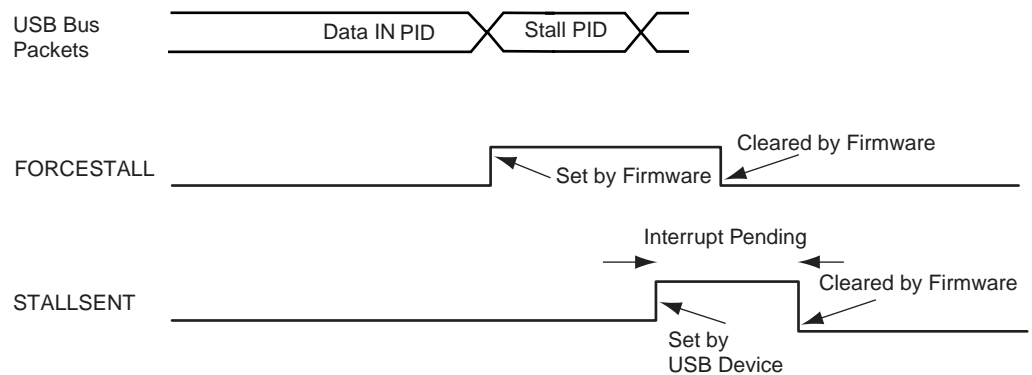 USB Bus
Packets
Data IN PID
Stall PID
FORCESTALL
Set by Firmware
Cleared by Firmware
Interrupt Pending
STALLSENT
Cleared by Firmware
Set by
USB Device